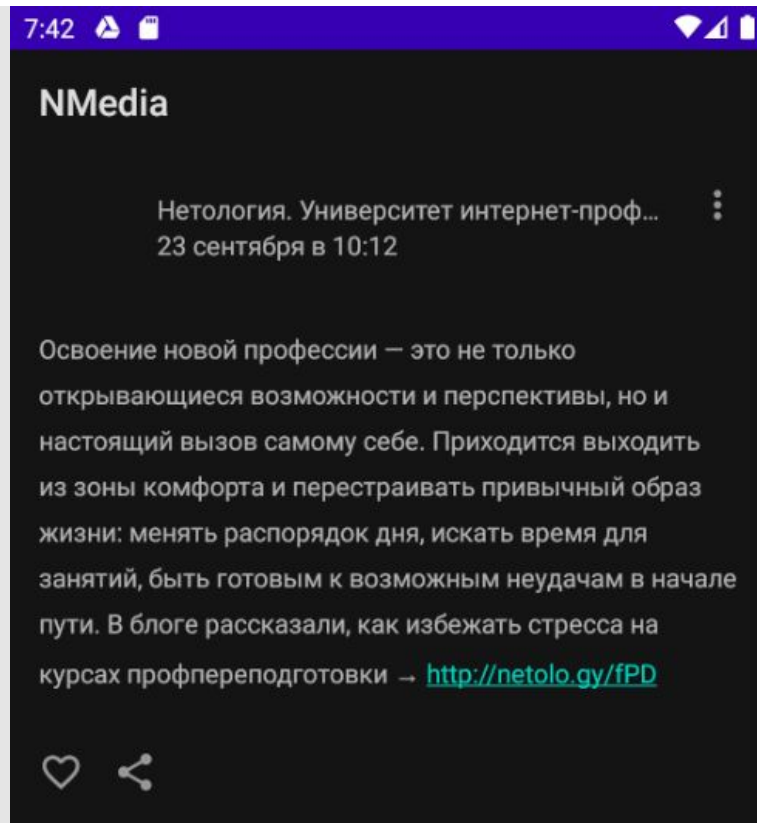 7:42
NMedia
Нетология. Университет интернет-проф...
23 сентября в 10:12
Освоение новой профессии — это не только
открывающиеся возможности и перспективы, но и
настоящий вызов самому себе. Приходится выходить
из зоны комфорта и перестраивать привычный образ
жизни: менять распорядок дня, искать время для
занятий, быть готовым к возможным неудачам в начале
пути. В блоге рассказали, как избежать стресса на
курсах профпереподготовки → http://netolo.gy/fPD